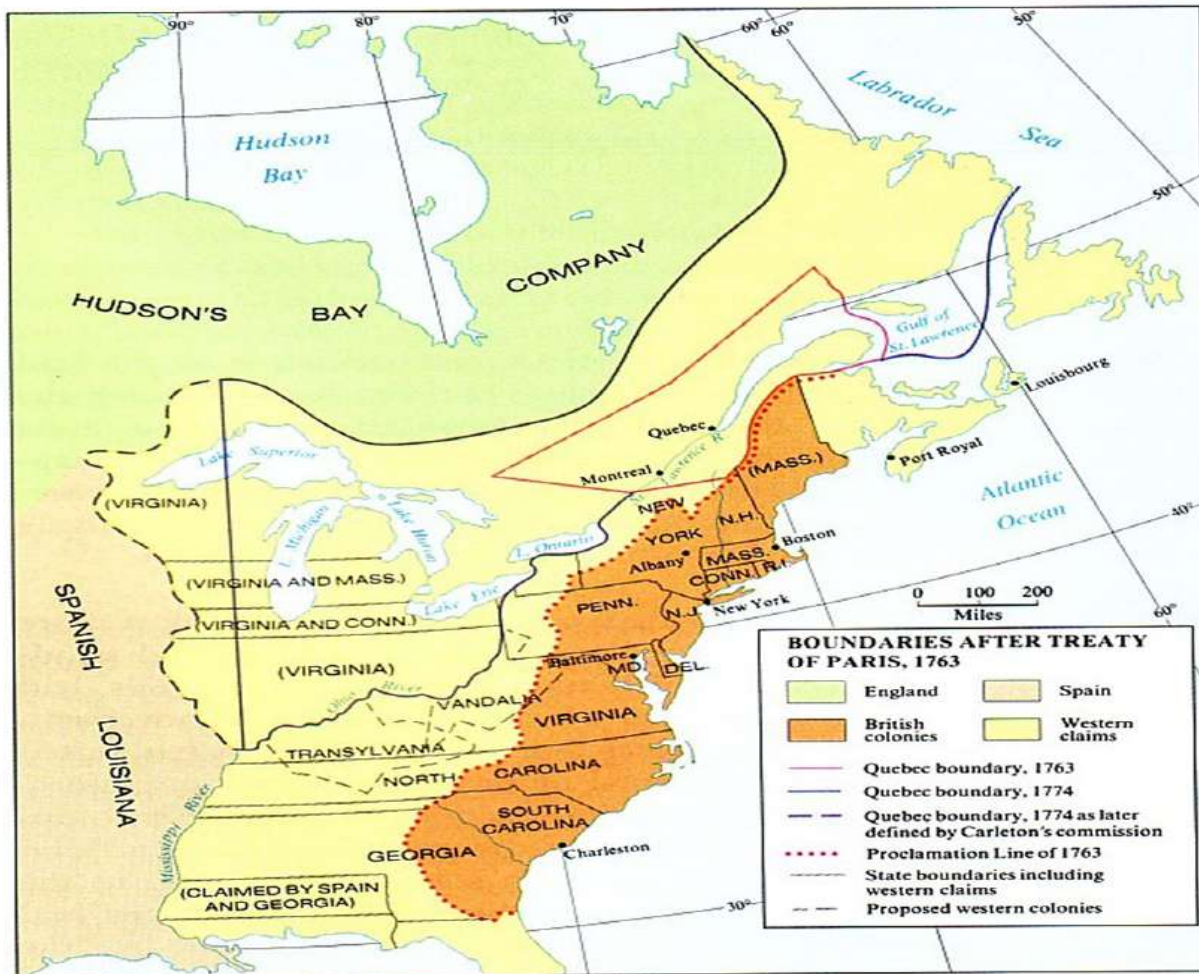 90°
80°
70°
60°
60°
50°
Labrador
Sea
Hudson
Bay
50°
HUDSON'S BAY COMPANY
Gulf of
St. Lawrence
Louisbourg
Quebec
Port Royal
Montreal
St. Lawrence R.
(MASS.)
Lake Superior
(VIRGINIA)
L. Michigan
Lake Huron
L. Ontario
Lake Erie
NEW
YORK
N.H.
Albany
MASS.
Boston
CONN.
R.I.
Atlantic
Ocean
40°
(VIRGINIA AND MASS.)
(VIRGINIA AND CONN.)
(VIRGINIA)
PENN.
N.J.
New York
0 100 200
Miles
60°
SPANISH
LOUISIANA
Ohio River
VANDALIA
TRANSYLVANIA
Baltimore
MD.
DEL.
VIRGINIA
NORTH CAROLINA
SOUTH
CAROLINA
GEORGIA
Charleston
Mississippi River
(CLAIMED BY SPAIN
AND GEORGIA)
30°
70°
BOUNDARIES AFTER TREATY
OF PARIS, 1763
England
Spain
British
colonies
Western
claims
Quebec boundary, 1763
Quebec boundary, 1774
Quebec boundary, 1774 as later
defined by Carleton's commission
Proclamation Line of 1763
State boundaries including
western claims
Proposed western colonies